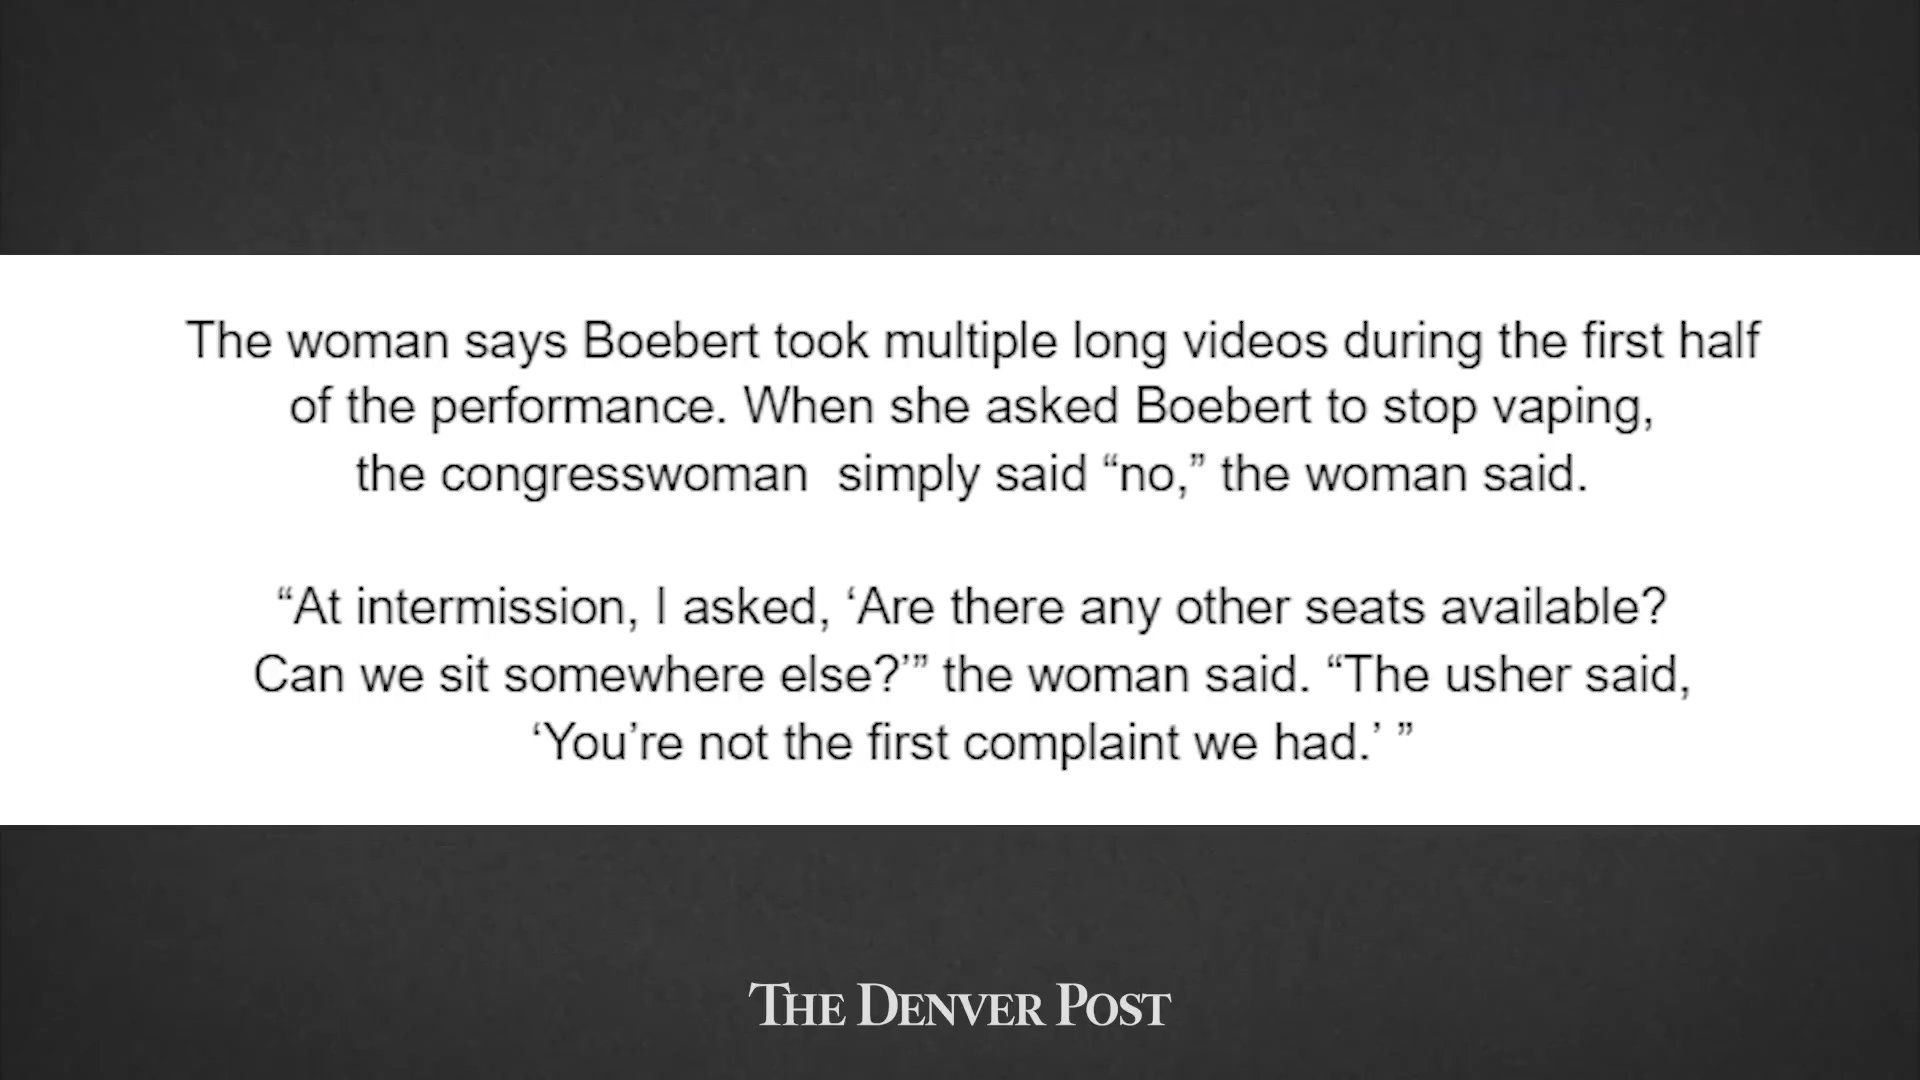 The woman says Boebert took multiple long videos during the first half
of the performance. When she asked Boebert to stop vaping,
the congresswoman  simply said “no,” the woman said.
“At intermission, I asked, ‘Are there any other seats available?
Can we sit somewhere else?’” the woman said. “The usher said,
‘You’re not the first complaint we had.’ ”
THE DENVER POST